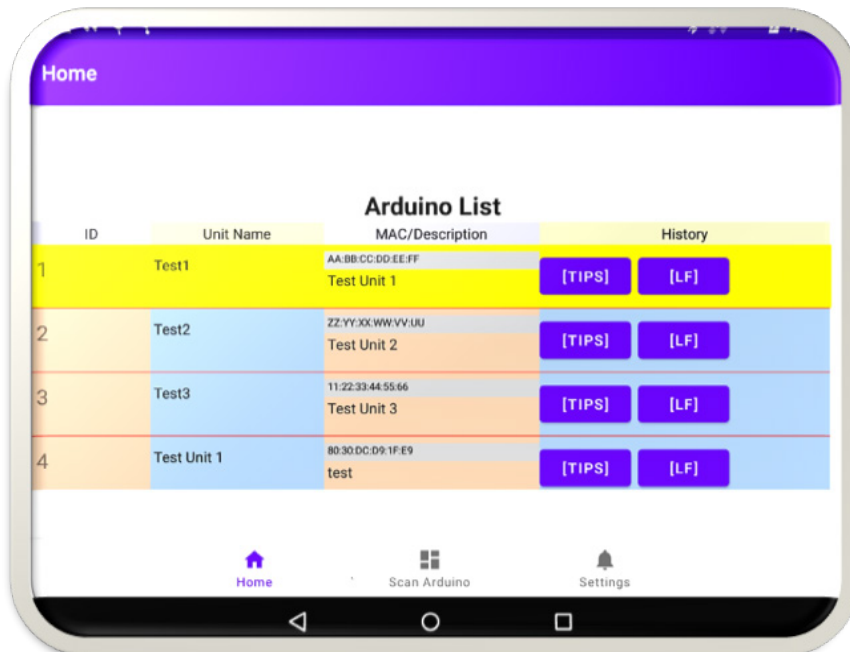 Home
Arduino List
ID Unit Name MAC/Description History
1 Test1 AA:BB:CC:DD:EE:FF [TIPS] [LF]
Test Unit 1
2 Test2 ZZ:YY:XX:WW:VV:UU [TIPS] [LF]
Test Unit 2
3 Test3 11:22:33:44:55:66 [TIPS] [LF]
Test Unit 3
4 Test Unit 1 80:30:DC:D9:1F:E9 [TIPS] [LF]
test
Home Scan Arduino Settings